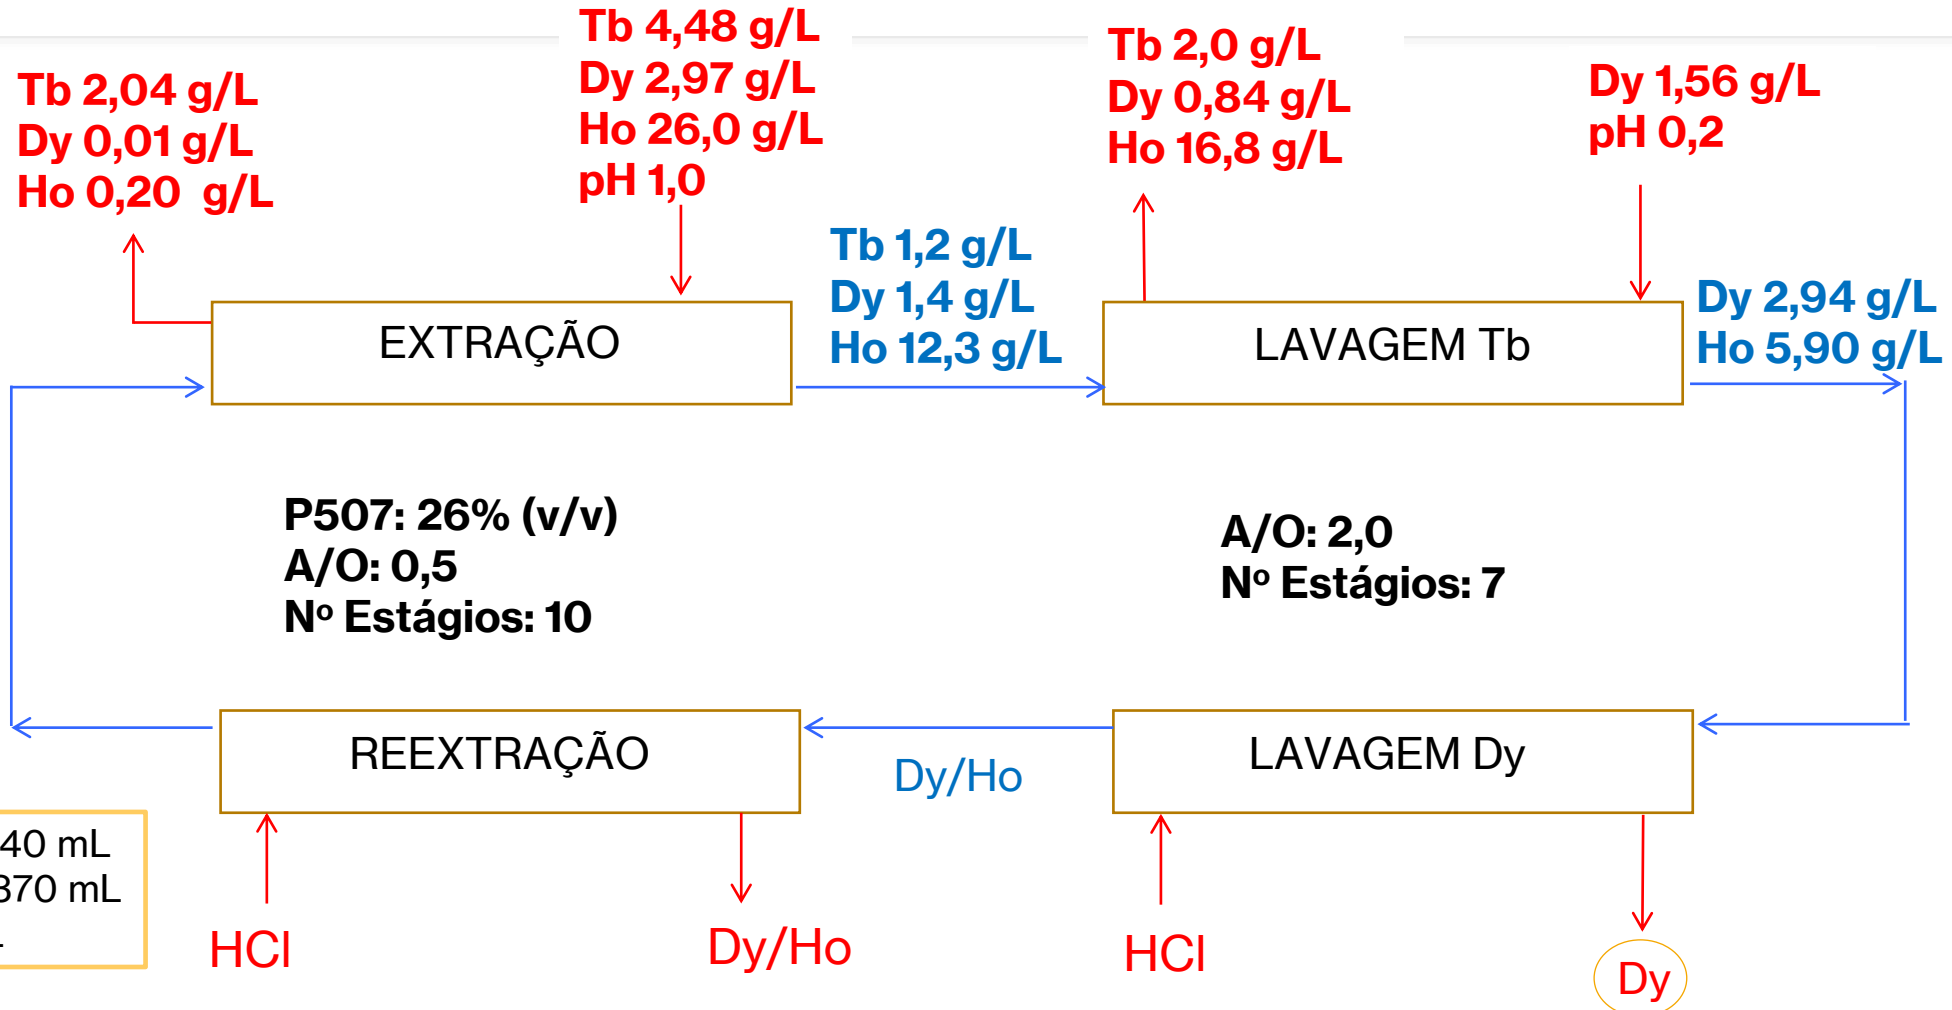 Tb 2,04 g/L
Dy 0,01 g/L
Ho 0,20 g/L
Tb 4,48 g/L
Dy 2,97 g/L
Ho 26,0 g/L
pH 1,0
Tb 2,0 g/L
Dy 0,84 g/L
Ho 16,8 g/L
Dy 1,56 g/L
pH 0,2
EXTRAÇÃO
Tb 1,2 g/L
Dy 1,4 g/L
Ho 12,3 g/L
LAVAGEM Tb
Dy 2,94 g/L
Ho 5,90 g/L
P507: 26% (v/v)
A/O: 0,5
Nº Estágios: 10
A/O: 2,0
Nº Estágios: 7
REEXTRAÇÃO
Dy/Ho
LAVAGEM Dy
40 mL
370 mL
HCl
Dy/Ho
HCl
Dy